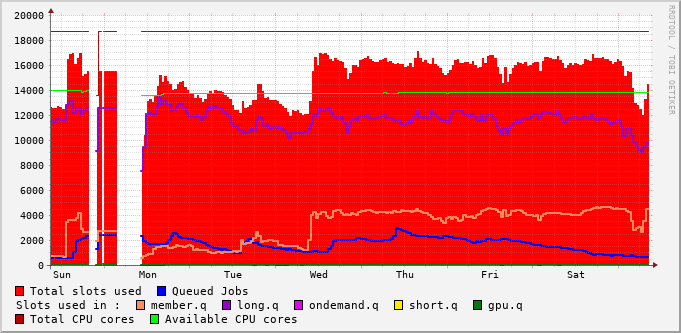 20000
18000
16000
14000
12000
10000
8000
6000
4000
2000
0
Sun Mon Tue Wed Thu Fri Sat
Total slots used Queued Jobs
Slots used in : member.q long.q ondemand.q short.q gpu.q
Total CPU cores Available CPU cores
RRDTOOL / TOBI OETIKER